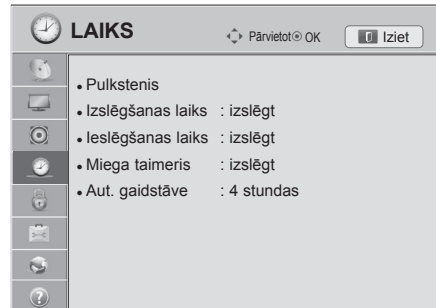 LAIKS
Pārvietot OK
Iziet
• Pulkstenis
• Izslēgšanas laiks : izslēgt
• Ieslēgšanas laiks : izslēgt
• Miega taimeris : izslēgt
• Aut. gaidstāve : 4 stundas